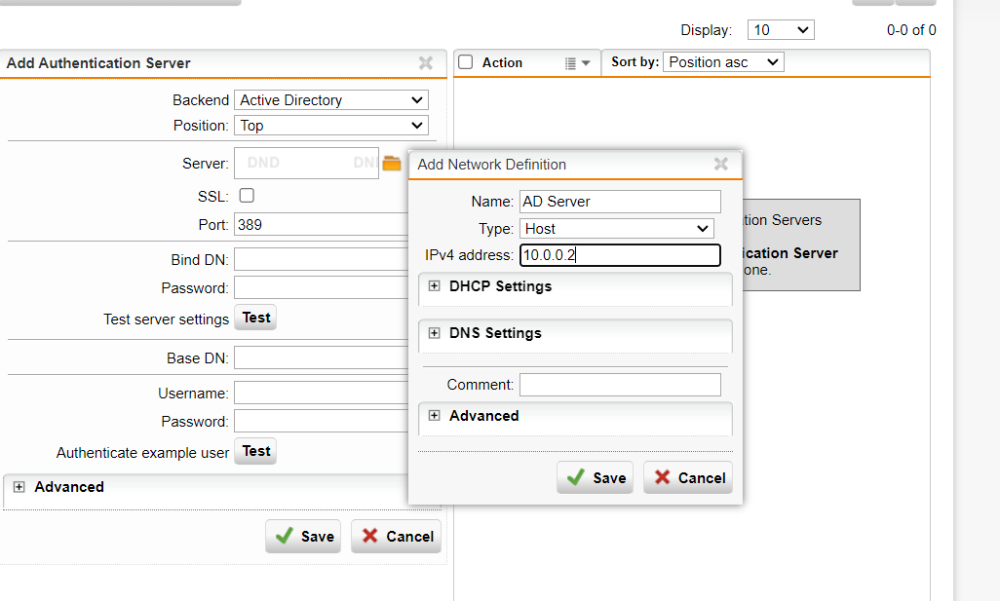 Display: 10 0-0 of 0
Add Authentication Server
Backend Active Directory
Position: Top
Server: DND DN
SSL:
Port: 389
Bind DN:
Password:
Test server settings Test
Base DN:
Username:
Password:
Authenticate example user Test
Advanced
Save Cancel
Action Sort by: Position asc
Add Network Definition
Name: AD Server
Type: Host
IPv4 address: 10.0.0.2
DHCP Settings
DNS Settings
Comment:
Advanced
Save Cancel
tion Servers
ication Server
one.